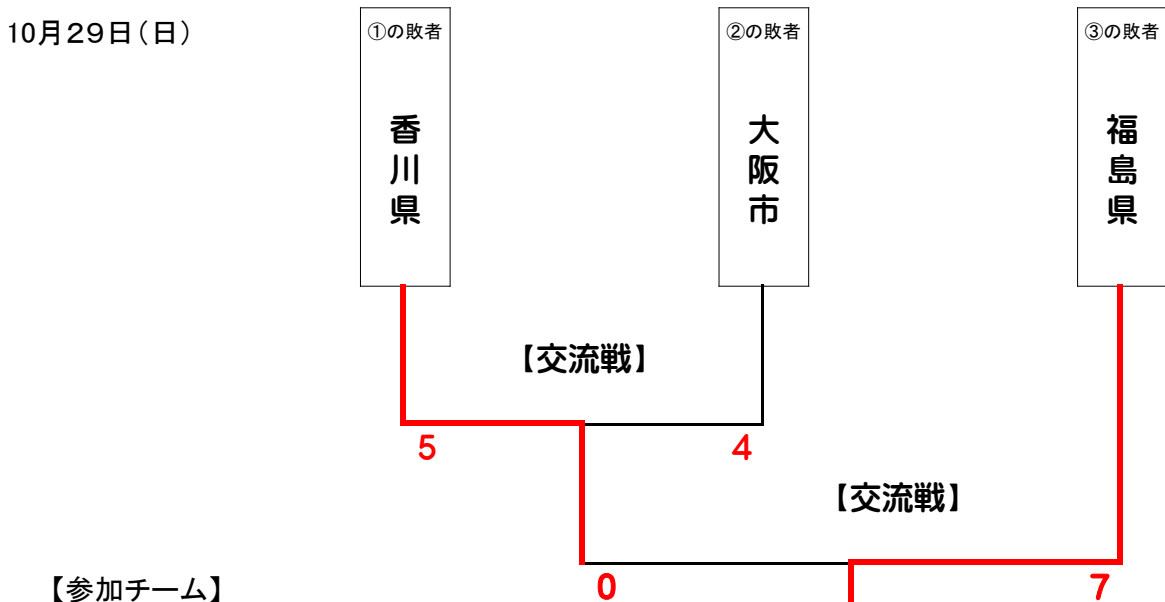 10月29日(日)
①の敗者
②の敗者
③の敗者
香川県
大阪市
福島県
【交流戦】
5
4
【交流戦】
0
7
【参加チーム】